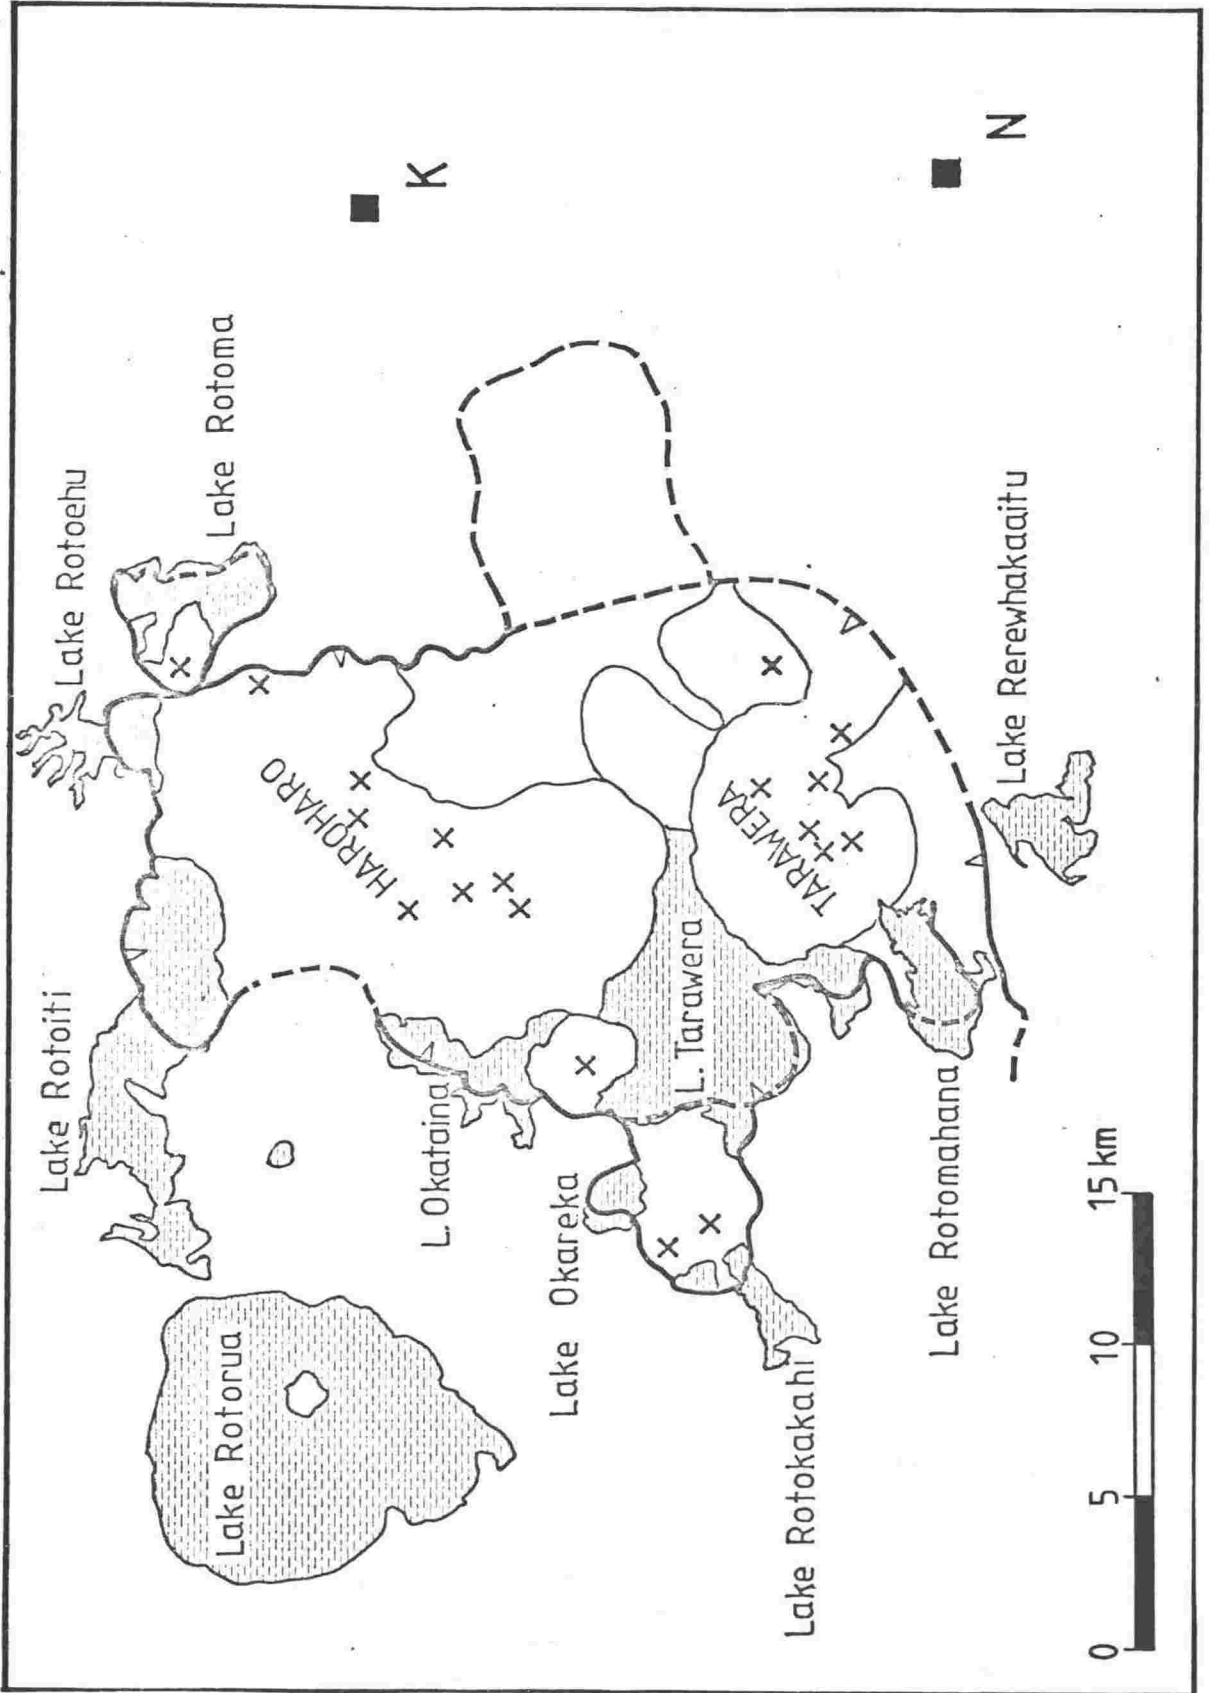 Lake Rotoehu
Lake Rotoma
K
N
Lake Rotoiti
HAROHARO
Lake Rotorua
L. Okataina
TARAWERA
L. Tarawera
Lake Okareka
Lake Rerewhakaaitu
Lake Rotokakahi
Lake Rotomahana
0 5 10 15 km